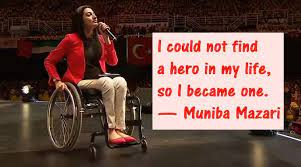 I could not find
a hero in my life,
so I became one.
— Muniba Mazari